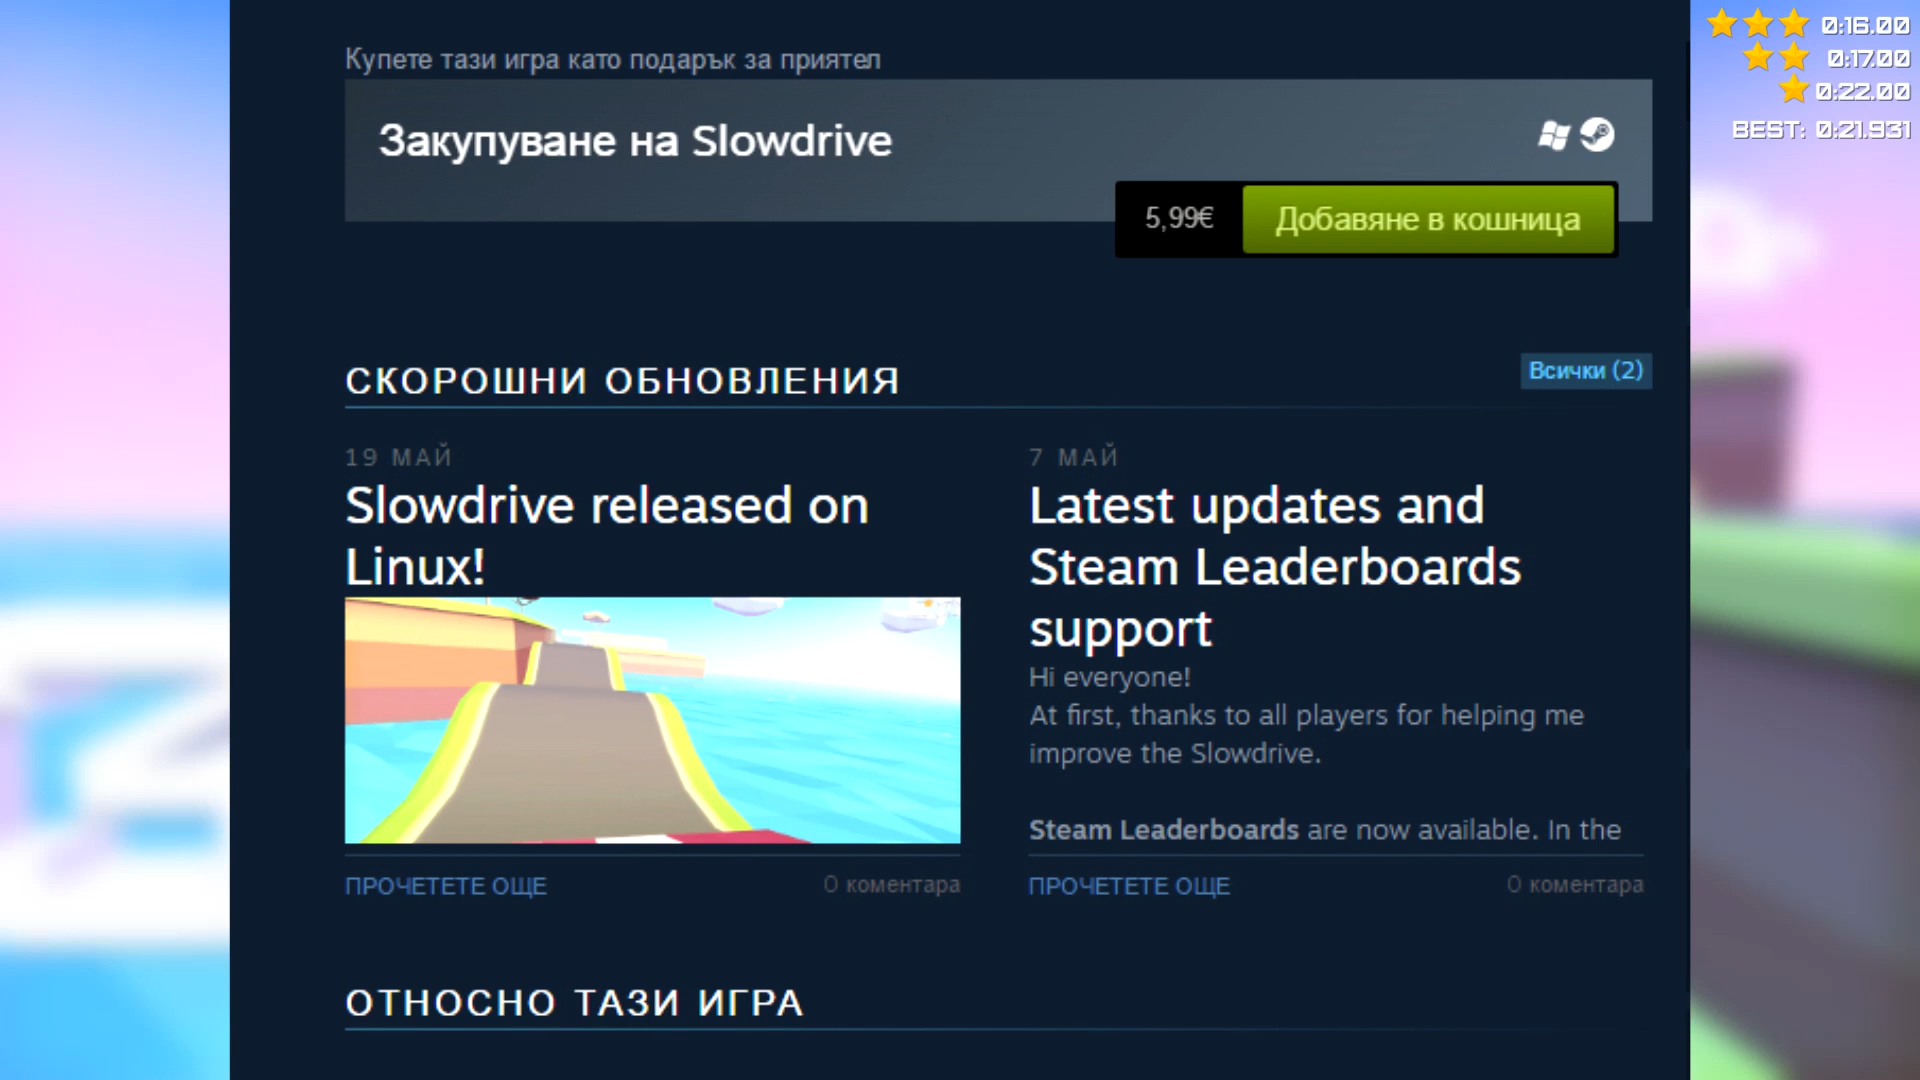 Купете тази игра като подарък за приятел
Закупуване на Slowdrive
5,99€
Добавяне в кошница
СКОРОШНИ ОБНОВЛЕНИЯ
Всички (2)
19 МАЙ
Slowdrive released on
Linux!
ПРОЧЕТЕТЕ ОЩЕ
0 коментара
7 МАЙ
Latest updates and
Steam Leaderboards
support
Hi everyone!
At first, thanks to all players for helping me
improve the Slowdrive.
Steam Leaderboards are now available. In the
ПРОЧЕТЕТЕ ОЩЕ
0 коментара
ОТНОСНО ТАЗИ ИГРА
0:16.00
0:17.00
0:22.00
BEST: 0:21.931